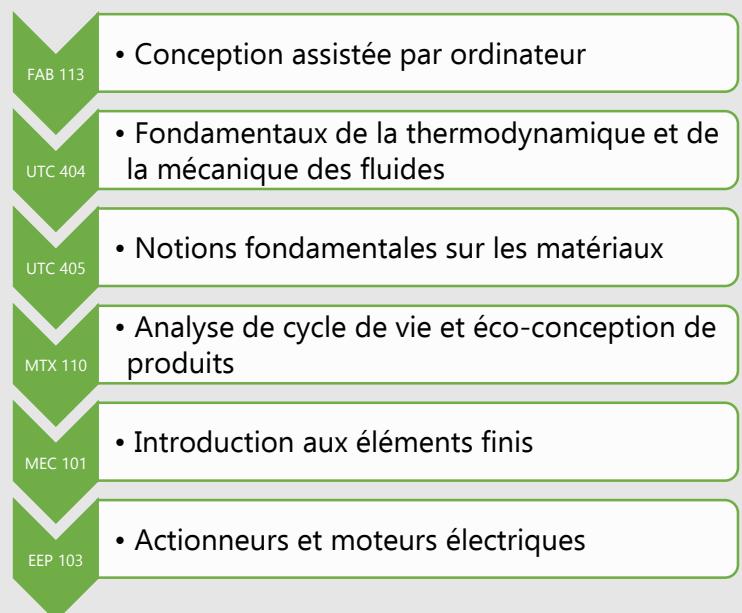 FAB 113
• Conception assistée par ordinateur
UTC 404
• Fondamentaux de la thermodynamique et de
la mécanique des fluides
UTC 405
• Notions fondamentales sur les matériaux
MTX 110
• Analyse de cycle de vie et éco-conception de
produits
MEC 101
• Introduction aux éléments finis
EEP 103
• Actionneurs et moteurs électriques